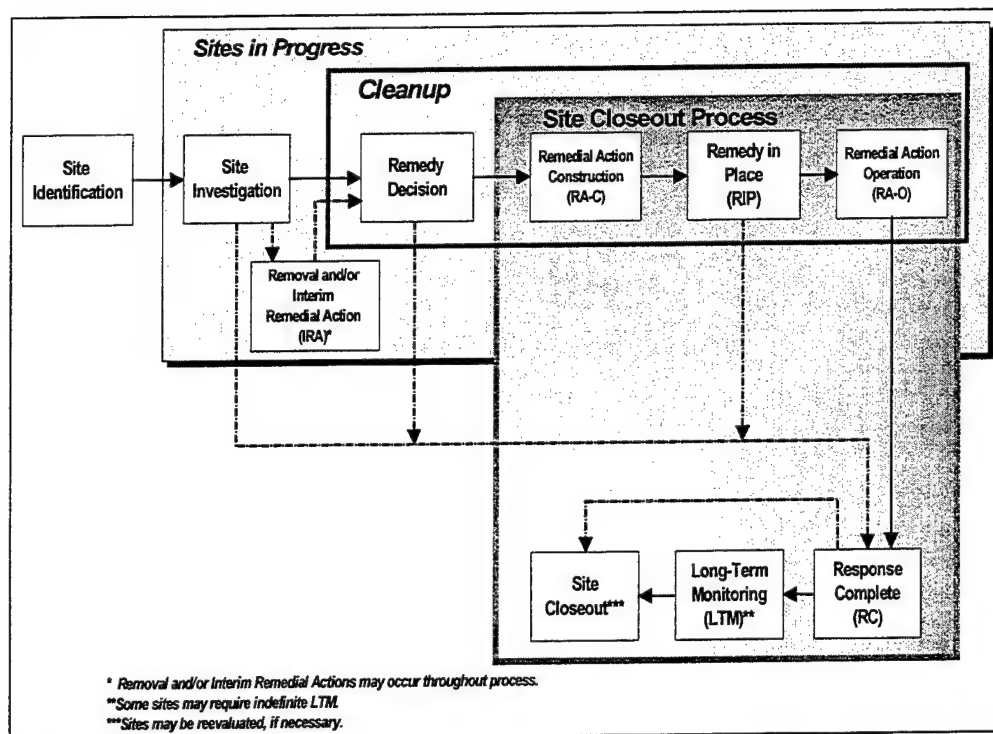 Sites in Progress
Cleanup
Site Closeout Process
Site
Identification
Site
Investigation
Remedy
Decision
Remedial Action
Construction
(RA-C)
Remedy in
Place
(RIP)
Remedial Action
Operation
(RA-O)
Removal and/or
Interim
Remedial Action
(IRA)*
Site
Closeout***
Long-Term
Monitoring
(LTM)**
Response
Complete
(RC)
* Removal and/or Interim Remedial Actions may occur throughout process.
**Some sites may require indefinite LTM.
***Sites may be reevaluated, if necessary.